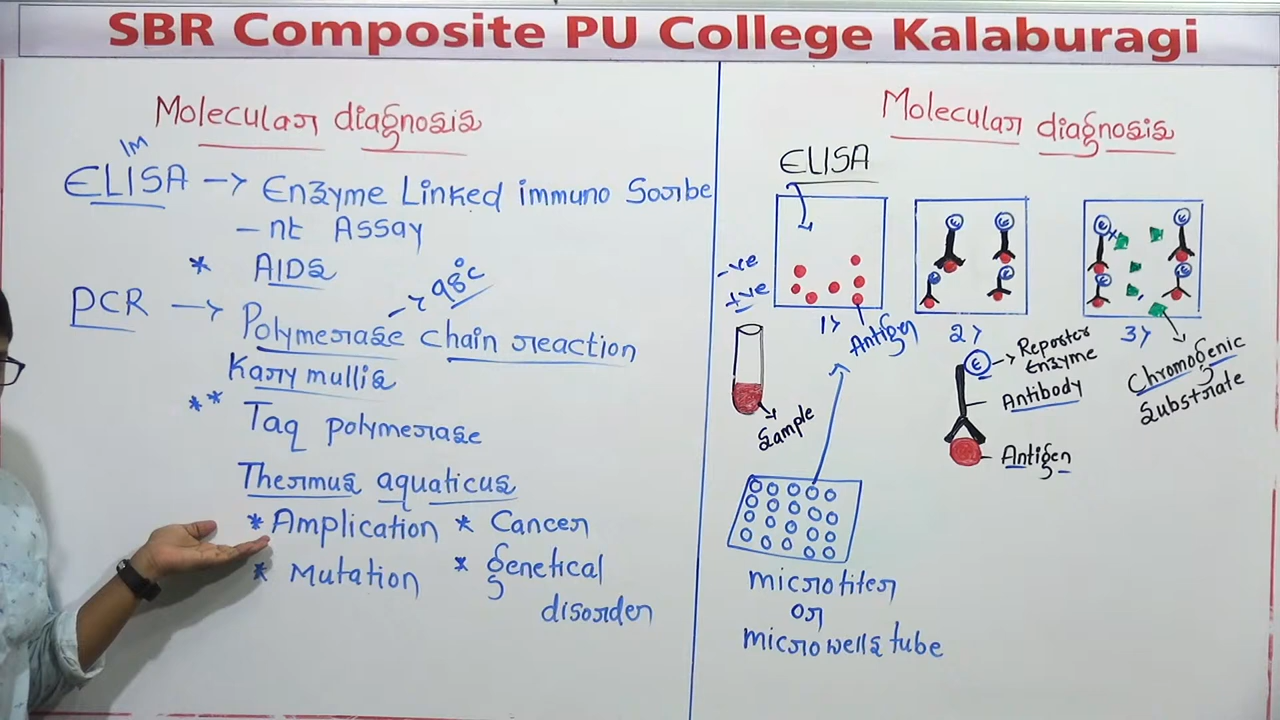 SBR Composite PU College Kalaburagi
Molecular diagnosis
IM
ELISA → Enzyme Linked immuno Sorbe
- nt Assay
* AIDS
PCR → Polymerase chain reaction
→ 98°C
Kary mullis
** Taq polymerase
Thermus aquaticus
* Amplication * Cancer
* Mutation * genetical
disorder
Molecular diagnosis
ELISA
-ve
+ve
1> Antigen
2>
3>
E
E
E
E
E
E
E
E
Sample
E → Reporter
Enzyme
Antibody
Antigen
Chromogenic
Substrate
microtiter
or
microwells tube